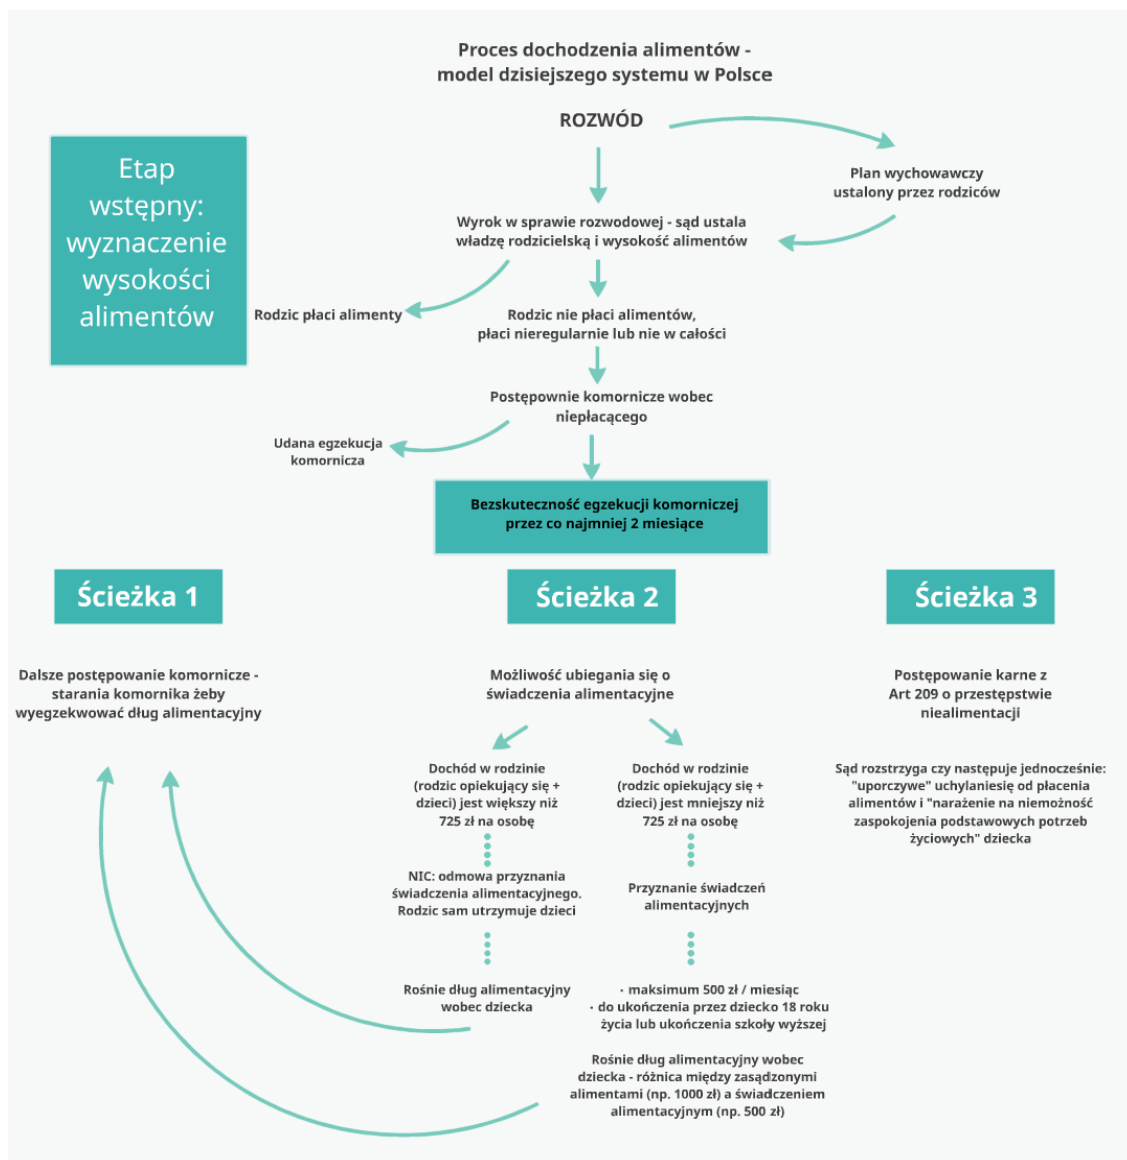 Proces dochodzenia alimentów -
model dzisiejszego systemu w Polsce
ROZWÓD
Etap
wstępny:
wyznaczenie
wysokości
alimentów
Plan wychowawczy
ustalony przez rodziców
Wyrok w sprawie rozwodowej - sąd ustala
władzę rodzicielską i wysokość alimentów
Rodzic płaci alimenty
Rodzic nie płaci alimentów,
płaci nieregularnie lub nie w całości
Postępownie komornicze wobec
niepłacącego
Udana egzekucja
komornicza
Bezskuteczność egzekucji komorniczej
przez co najmniej 2 miesiące
Ścieżka 1
Ścieżka 2
Ścieżka 3
Dalsze postępowanie komornicze -
starania komornika żeby
wyegzekwować dług alimentacyjny
Możliwość ubiegania się o
świadczenia alimentacyjne
Postępowanie karne z
Art 209 o przestępstwie
niealimentacji
Dochód w rodzinie
(rodzic opiekujący się +
dzieci) jest większy niż
725 zł na osobę
Dochód w rodzinie
(rodzic opiekujący się +
dzieci) jest mniejszy niż
725 zł na osobę
Sąd rozstrzyga czy następuje jednocześnie:
"uporczywe" uchylaniesię od płacenia
alimentów i "narażenie na niemożność
zaspokojenia podstawowych potrzeb
życiowych" dziecka
NIC: odmowa przyznania
świadczenia alimentacyjnego.
Rodzic sam utrzymuje dzieci
Przyznanie świadczeń
alimentacyjnych
Rośnie dług alimentacyjny
wobec dziecka
· maksimum 500 zł / miesiąc
· do ukończenia przez dziecko 18 roku
życia lub ukończenia szkoły wyższej
Rośnie dług alimentacyjny wobec
dziecka - różnica między zasądzonymi
alimentami (np. 1000 zł) a świadczeniem
alimentacyjnym (np. 500 zł)